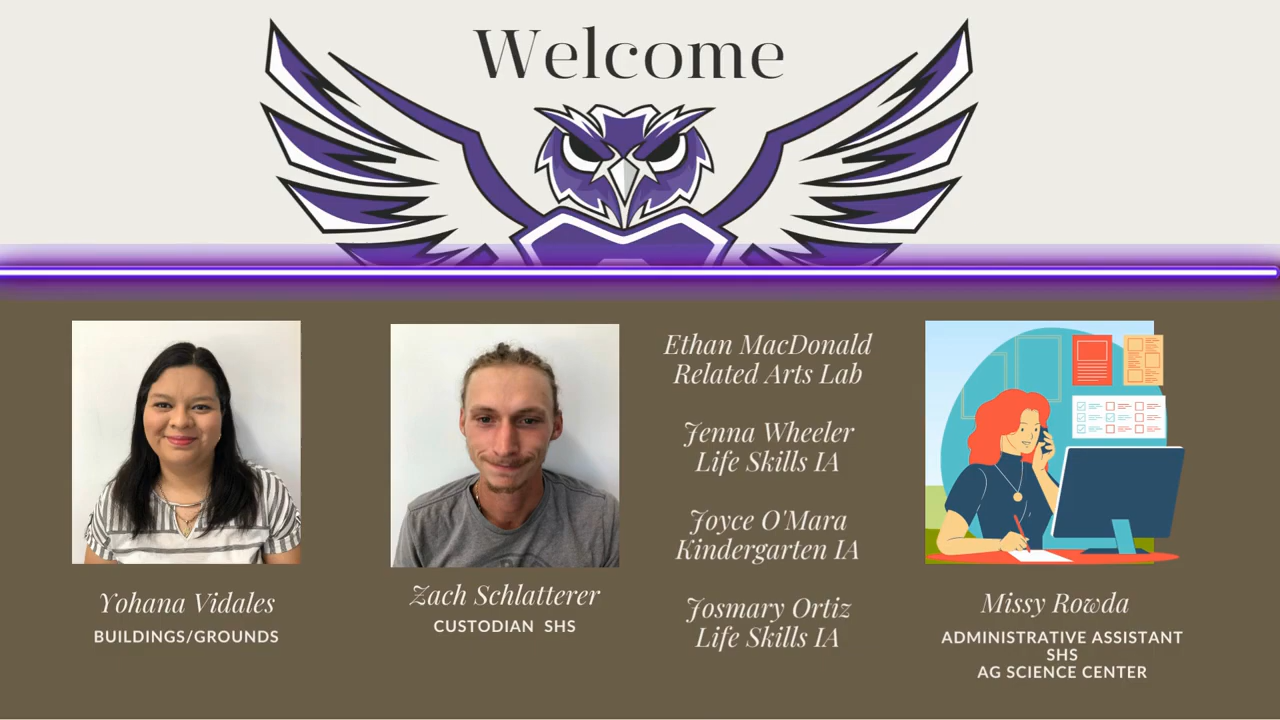 Welcome
Yohana Vidales
BUILDINGS/GROUNDS
Zach Schlatterer
CUSTODIAN SHS
Ethan MacDonald
Related Arts Lab
Jenna Wheeler
Life Skills IA
Joyce O'Mara
Kindergarten IA
Josmary Ortiz
Life Skills IA
Missy Rowda
ADMINISTRATIVE ASSISTANT
SHS
AG SCIENCE CENTER